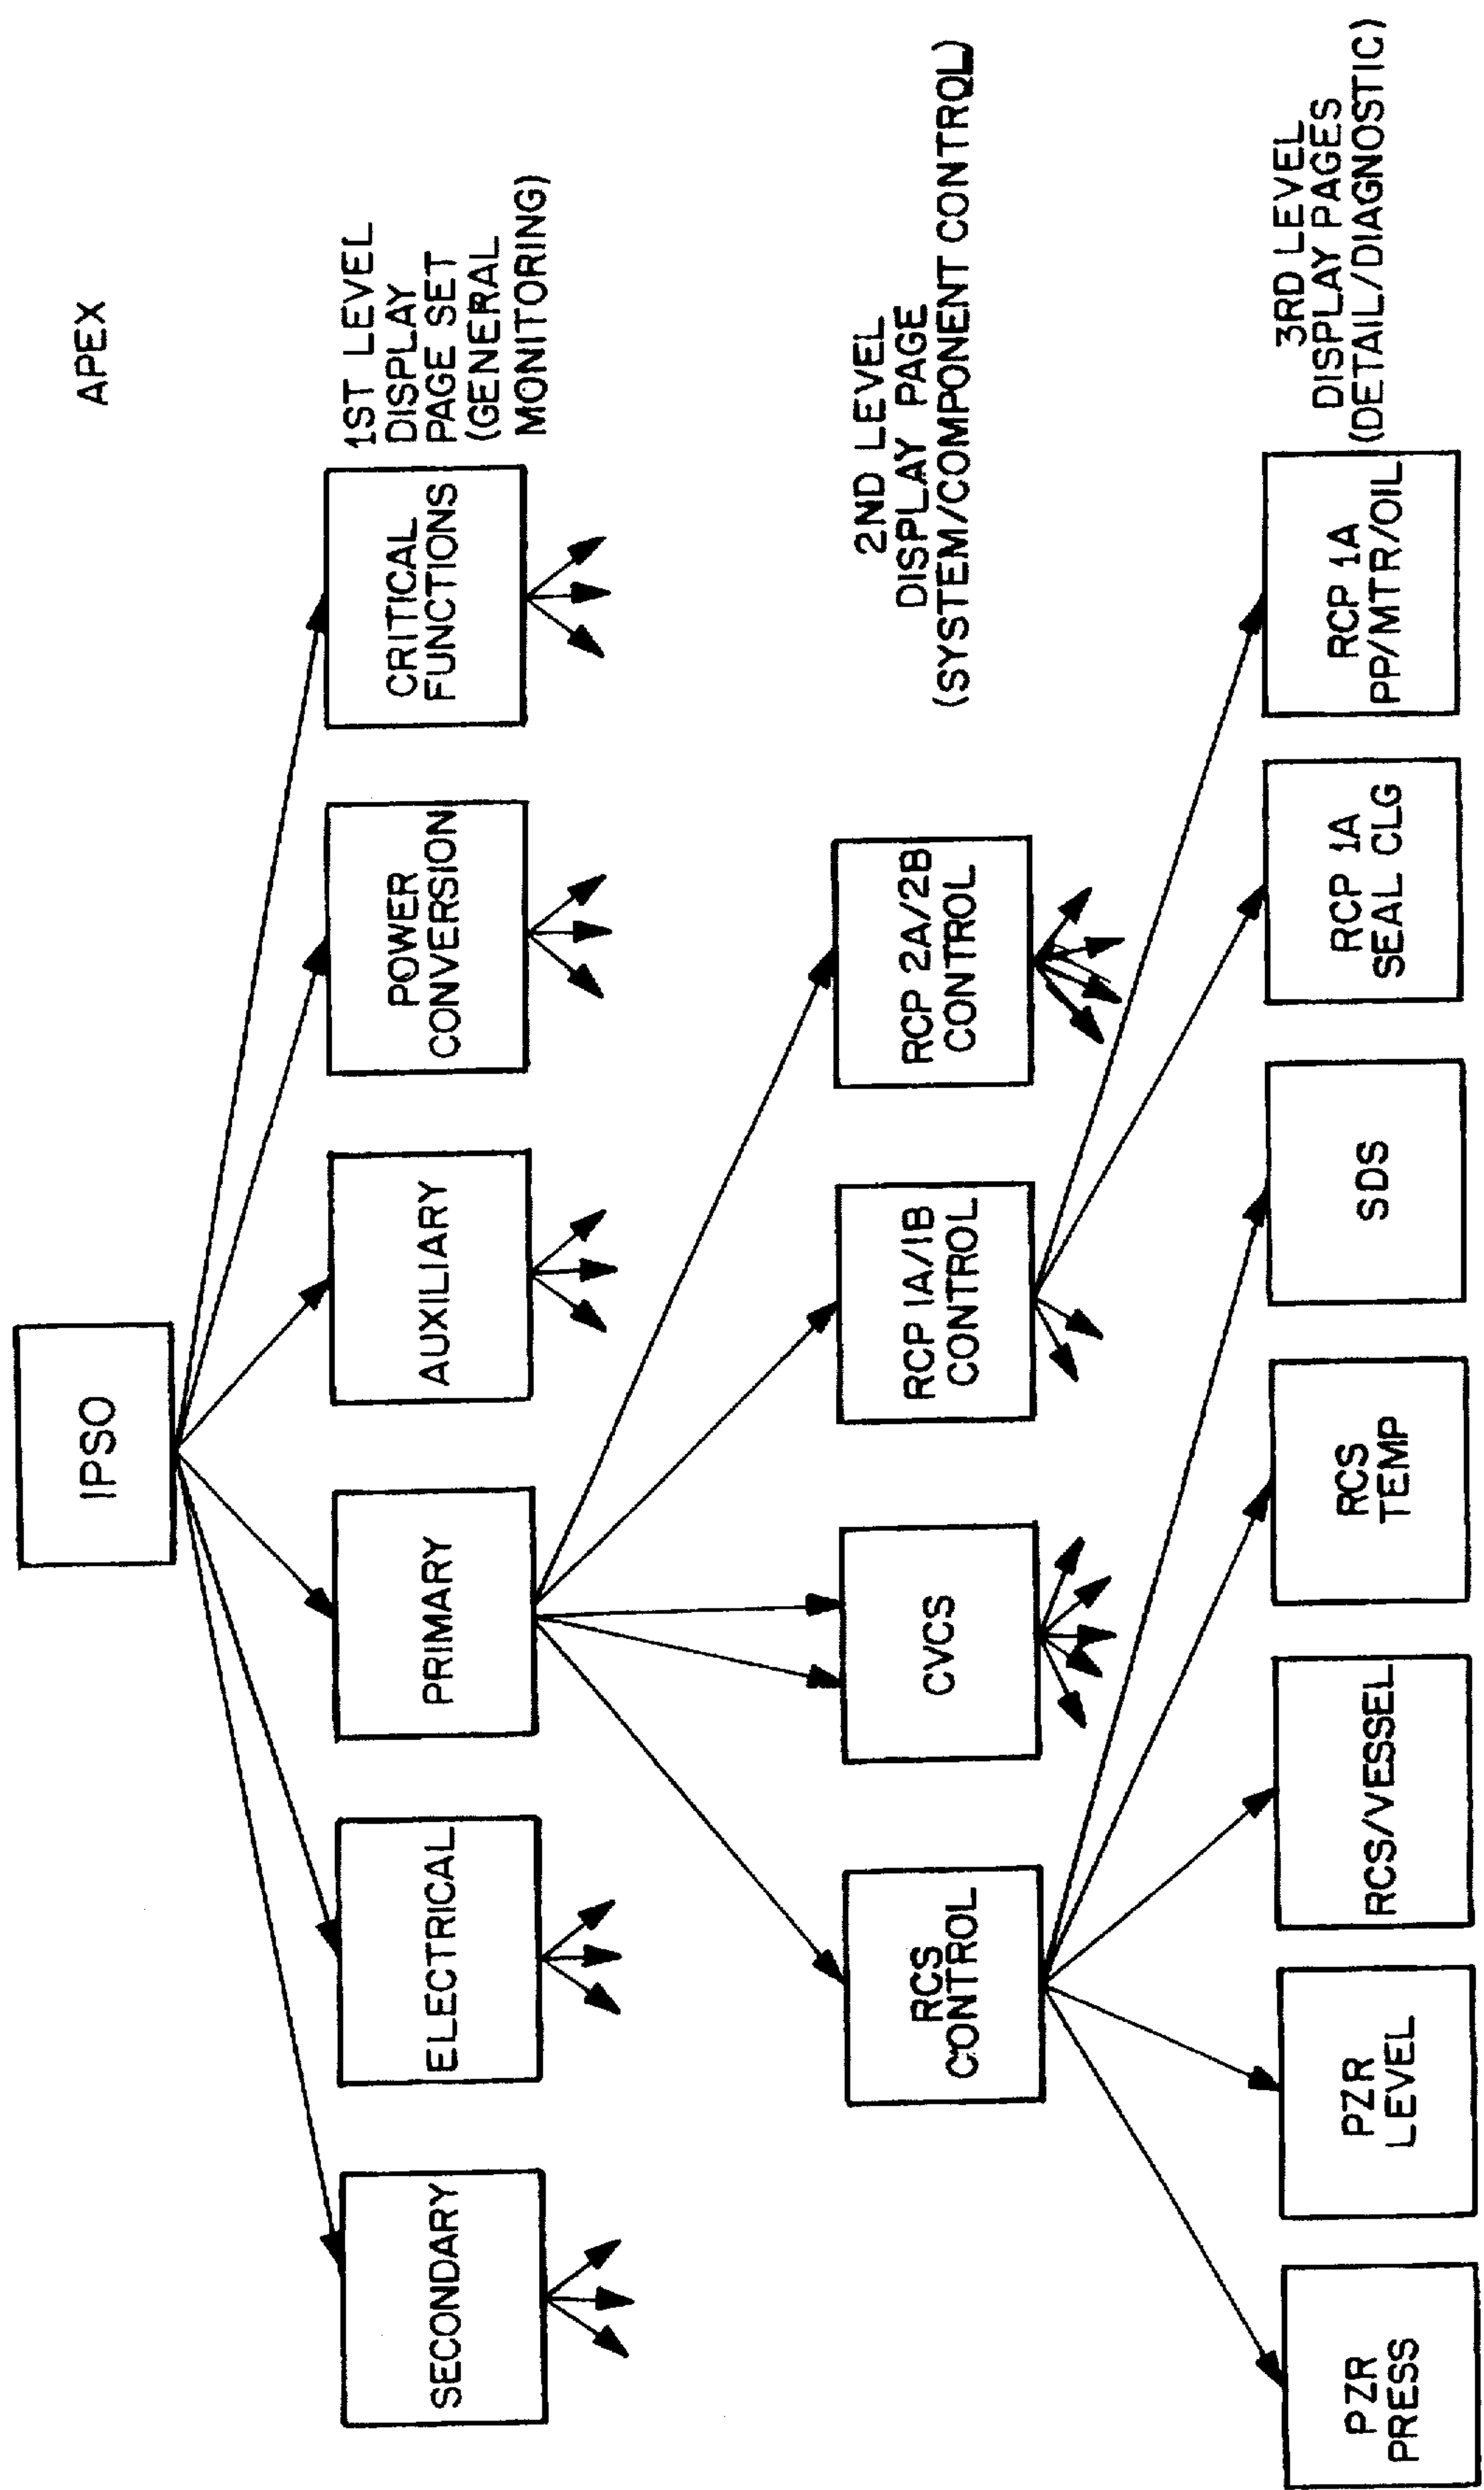 APEX
IPSO
1ST LEVEL
DISPLAY
PAGE SET
(GENERAL
MONITORING)
SECONDARY
ELECTRICAL
PRIMARY
AUXILIARY
POWER
CONVERSION
CRITICAL
FUNCTIONS
2ND LEVEL
DISPLAY PAGE
(SYSTEM/COMPONENT CONTROL)
RCS
CONTROL
CVCS
RCP 1A/1B
CONTROL
RCP 2A/2B
CONTROL
3RD LEVEL
DISPLAY PAGES
(DETAIL/DIAGNOSTIC)
PZR
PRESS
PZR
LEVEL
RCS/VESSEL
RCS
TEMP
SDS
RCP 1A
SEAL CLG
RCP 1A
PP/MTR/OIL